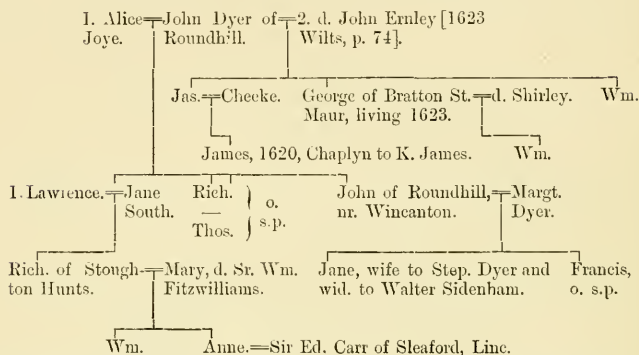 1. Alice=John Dyer of=2. d. John Ernley [1623
Joye. Roundhill. Wilts, p. 74].
Jas.=Checke. George of Bratton St.=d. Shirley. Wm.
Maur, living 1623.
James, 1620, Chaplyn to K. James. Wm.
1. Lawrence.=Jane Rich. } o. John of Roundhill,=Margt.
South. — s.p. nr. Wincanton. Dyer.
Thos.
Rich. of Stough-=Mary, d. Sr. Wm. Jane, wife to Step. Dyer and Francis,
ton Hunts. Fitzwilliams. wid. to Walter Sidenham. o. s.p.
Wm. Anne.=Sir Ed. Carr of Sleaford, Linc.